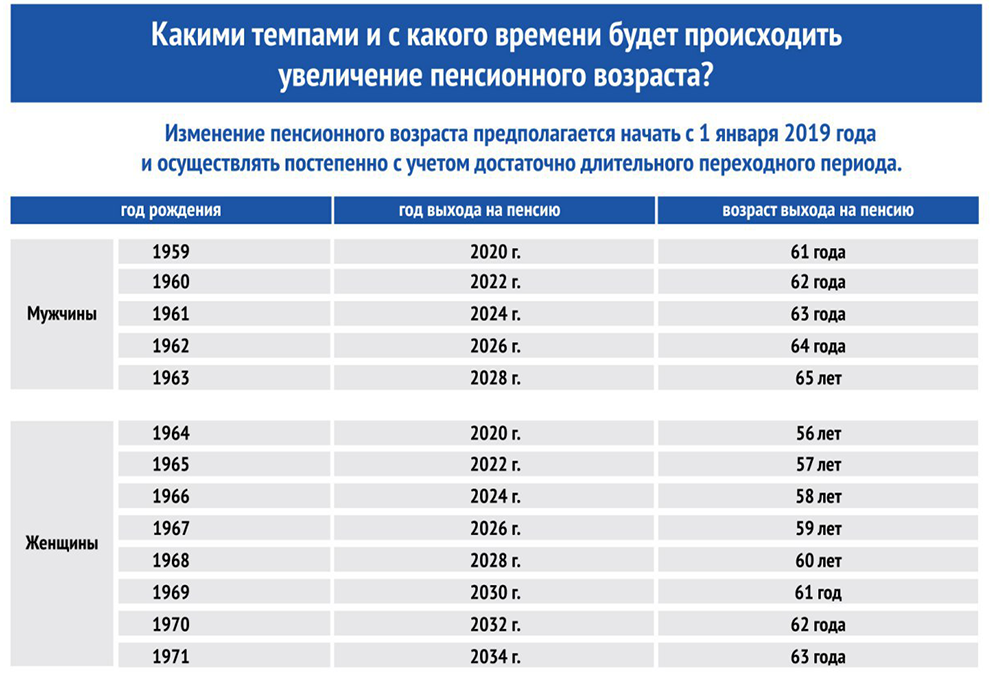 Какими темпами и с какого времени будет происходить
увеличение пенсионного возраста?
Изменение пенсионного возраста предполагается начать с 1 января 2019 года
и осуществлять постепенно с учетом достаточно длительного переходного периода.
год рождения год выхода на пенсию возраст выхода на пенсию
1959 2020 г. 61 года
1960 2022 г. 62 года
Мужчины 1961 2024 г. 63 года
1962 2026 г. 64 года
1963 2028 г. 65 лет
1964 2020 г. 56 лет
1965 2022 г. 57 лет
1966 2024 г. 58 лет
1967 2026 г. 59 лет
Женщины
1968 2028 г. 60 лет
1969 2030 г. 61 год
1970 2032 г. 62 года
1971 2034 г. 63 года